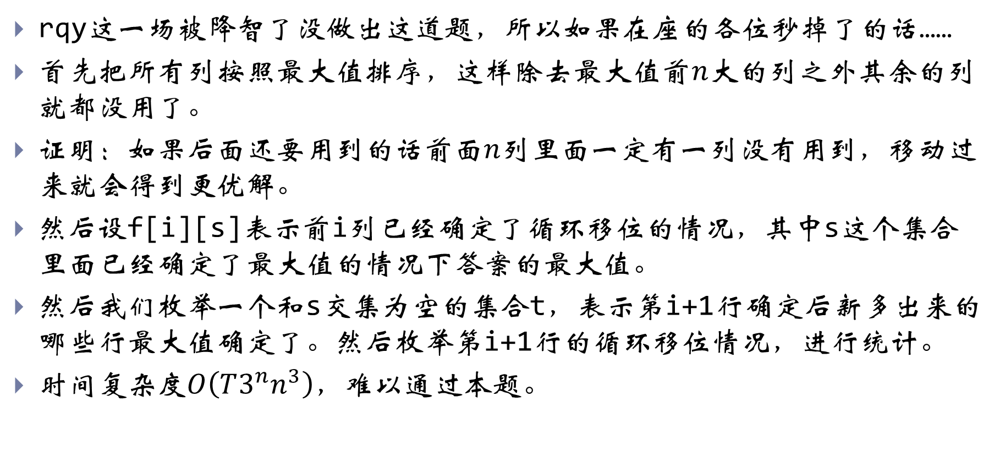 rqy这一场被降智了没做出这道题，所以如果在座的各位秒掉了的话……
首先把所有列按照最大值排序，这样除去最大值前n大的列之外其余的列
就都没用了。
证明：如果后面还要用到的话前面n列里面一定有一列没有用到，移动过
来就会得到更优解。
然后设f[i][s]表示前i列已经确定了循环移位的情况，其中s这个集合
里面已经确定了最大值的情况下答案的最大值。
然后我们枚举一个和s交集为空的集合t，表示第i+1行确定后新多出来的
哪些行最大值确定了。然后枚举第i+1行的循环移位情况，进行统计。
时间复杂度O(T3ⁿn³)，难以通过本题。